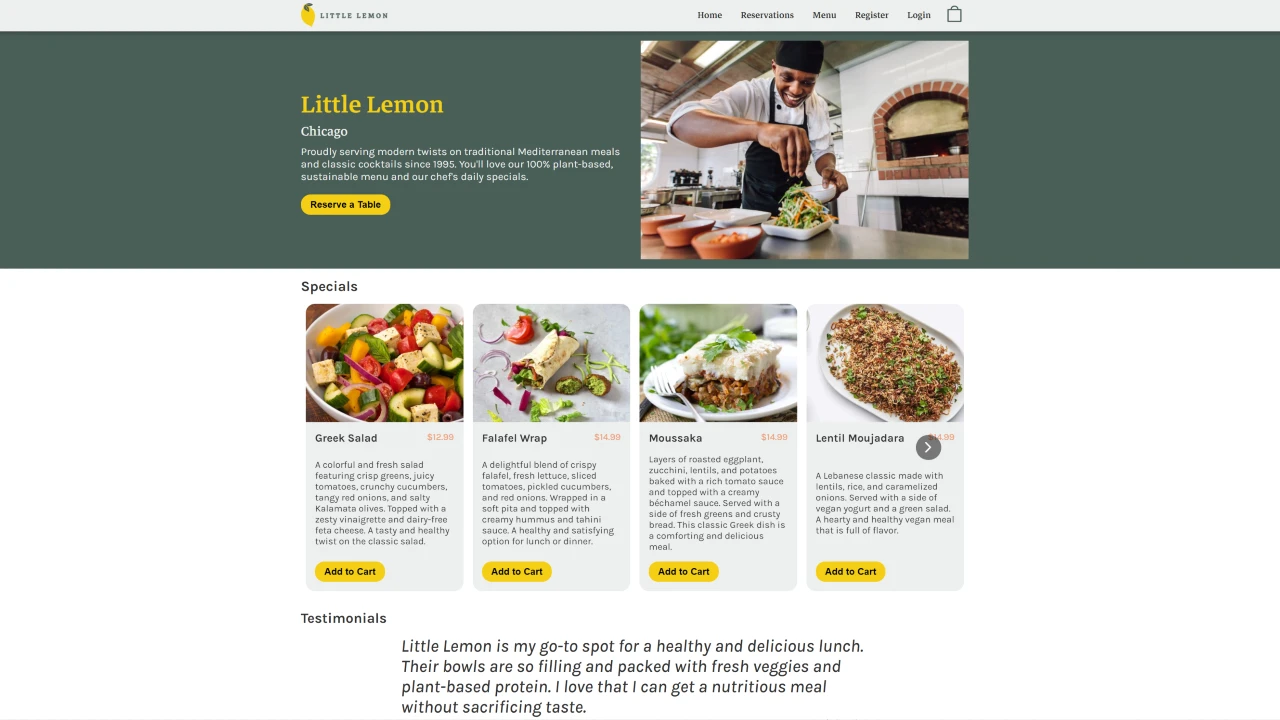 LITTLE LEMON
Home
Reservations
Menu
Register
Login
Little Lemon
Chicago
Proudly serving modern twists on traditional Mediterranean meals
and classic cocktails since 1995. You'll love our 100% plant-based,
sustainable menu and our chef's daily specials.
Reserve a Table
Specials
Greek Salad
$12.99
A colorful and fresh salad
featuring crisp greens, juicy
tomatoes, crunchy cucumbers,
tangy red onions, and salty
Kalamata olives. Topped with a
zesty vinaigrette and dairy-free
feta cheese. A tasty and healthy
twist on the classic salad.
Add to Cart
Falafel Wrap
$14.99
A delightful blend of crispy
falafel, fresh lettuce, sliced
tomatoes, pickled cucumbers,
and red onions. Wrapped in a
soft pita and topped with
creamy hummus and tahini
sauce. A healthy and satisfying
option for lunch or dinner.
Add to Cart
Moussaka
$14.99
Layers of roasted eggplant,
zucchini, lentils, and potatoes
baked with a rich tomato sauce
and topped with a creamy
béchamel sauce. Served with a
side of fresh greens and crusty
bread. This classic Greek dish is
a comforting and delicious
meal.
Add to Cart
Lentil Moujadara
A Lebanese classic made with
lentils, rice, and caramelized
onions. Served with a side of
vegan yogurt and a green salad.
A hearty and healthy vegan meal
that is full of flavor.
Add to Cart
Testimonials
Little Lemon is my go-to spot for a healthy and delicious lunch.
Their bowls are so filling and packed with fresh veggies and
plant-based protein. I love that I can get a nutritious meal
without sacrificing taste.